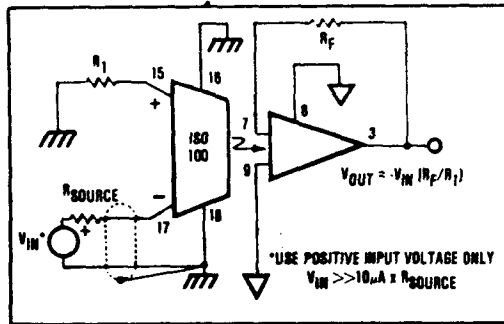 R1
15
16
+
ISO
100
RF
7
8
9
3
VOUT = -VIN (RF/R1)
RSOURCE
−
17
18
VIN*
+
*USE POSITIVE INPUT VOLTAGE ONLY
VIN >>10μA x RSOURCE